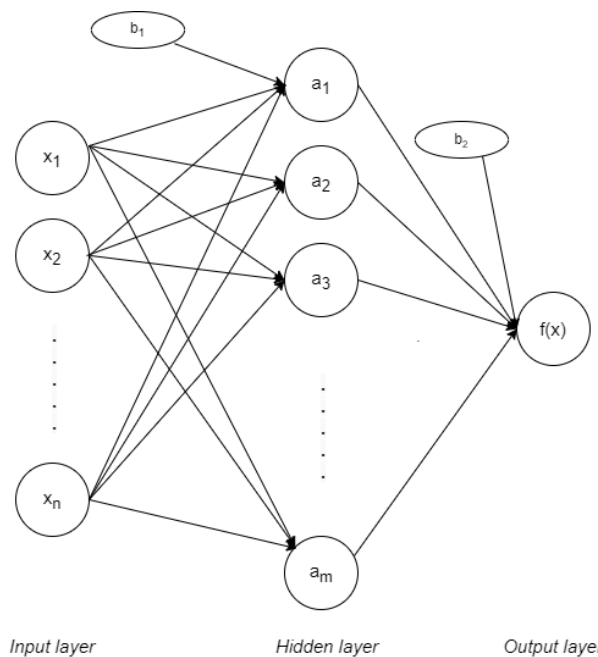 b₁
a₁
x₁
b₂
a₂
x₂
a₃
f(x)
xₙ
aₘ
Input layer
Hidden layer
Output layer